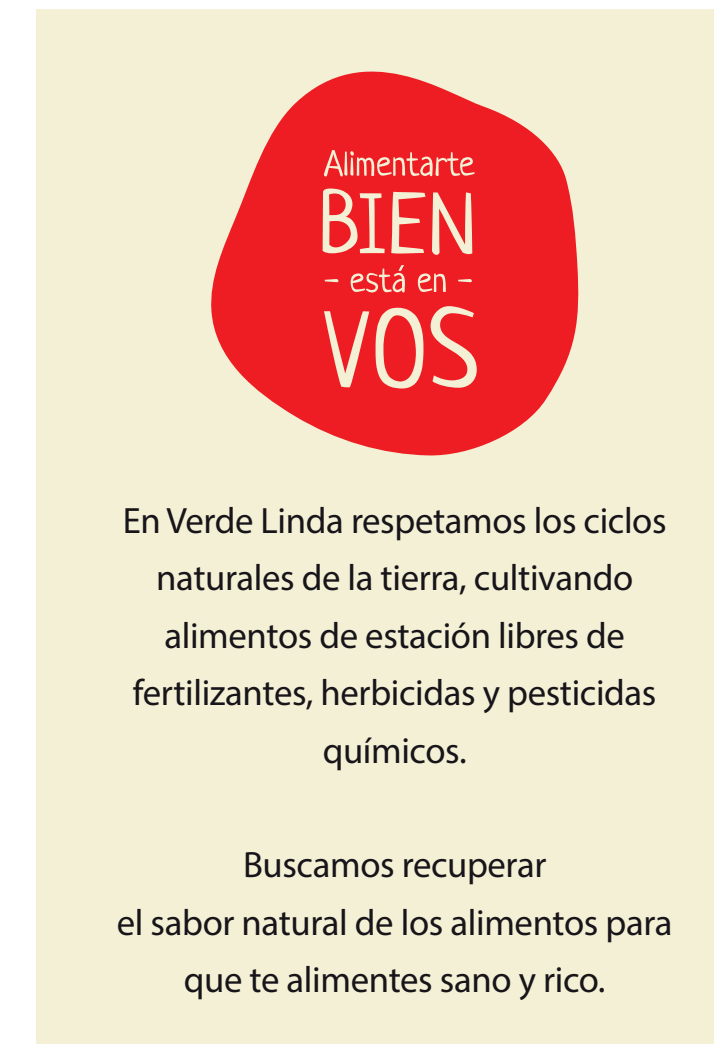 Alimentarte
BIEN
- está en -
VOS
En Verde Linda respetamos los ciclos
naturales de la tierra, cultivando
alimentos de estación libres de
fertilizantes, herbicidas y pesticidas
químicos.
Buscamos recuperar
el sabor natural de los alimentos para
que te alimentes sano y rico.